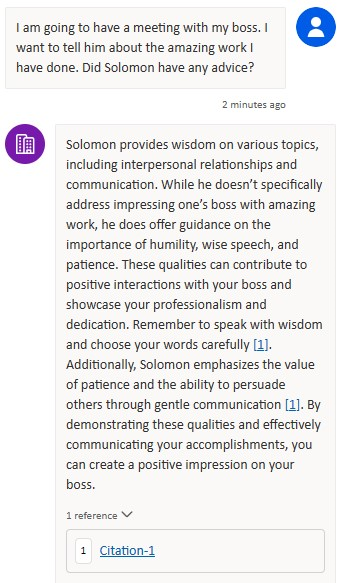 I am going to have a meeting with my boss. I
want to tell him about the amazing work I
have done. Did Solomon have any advice?
2 minutes ago
Solomon provides wisdom on various topics,
including interpersonal relationships and
communication. While he doesn't specifically
address impressing one's boss with amazing
work, he does offer guidance on the
importance of humility, wise speech, and
patience. These qualities can contribute to
positive interactions with your boss and
showcase your professionalism and
dedication. Remember to speak with wisdom
and choose your words carefully [1].
Additionally, Solomon emphasizes the value
of patience and the ability to persuade
others through gentle communication [1]. By
demonstrating these qualities and effectively
communicating your accomplishments, you
can create a positive impression on your
boss.
1 reference
1 Citation-1